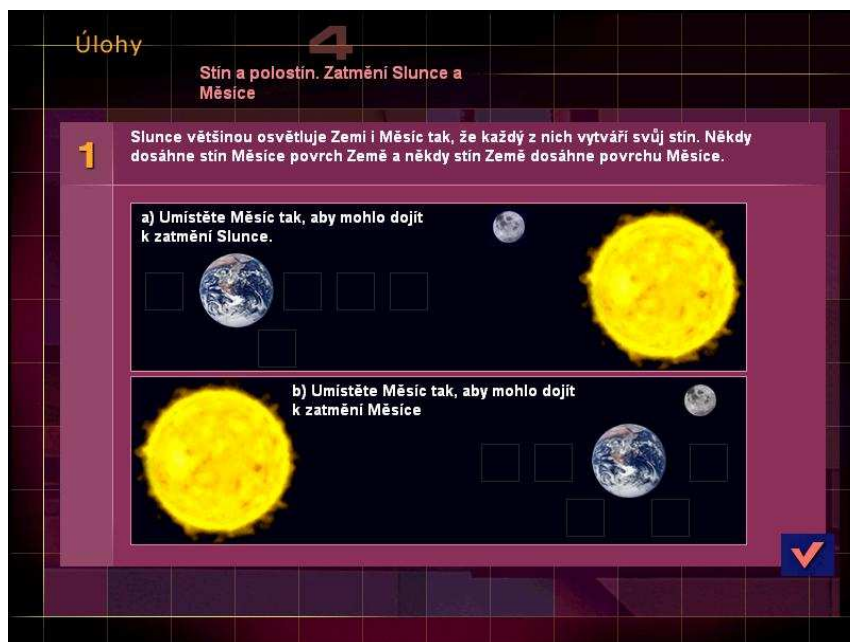 Úlohy
4
Stín a polostín. Zatmění Slunce a
Měsíce
1
Slunce většinou osvětluje Zemi i Měsíc tak, že každý z nich vytváří svůj stín. Někdy
dosáhne stín Měsíce povrch Země a někdy stín Země dosáhne povrchu Měsíce.
a) Umístěte Měsíc tak, aby mohlo dojít
k zatmění Slunce.
b) Umístěte Měsíc tak, aby mohlo dojít
k zatmění Měsíce